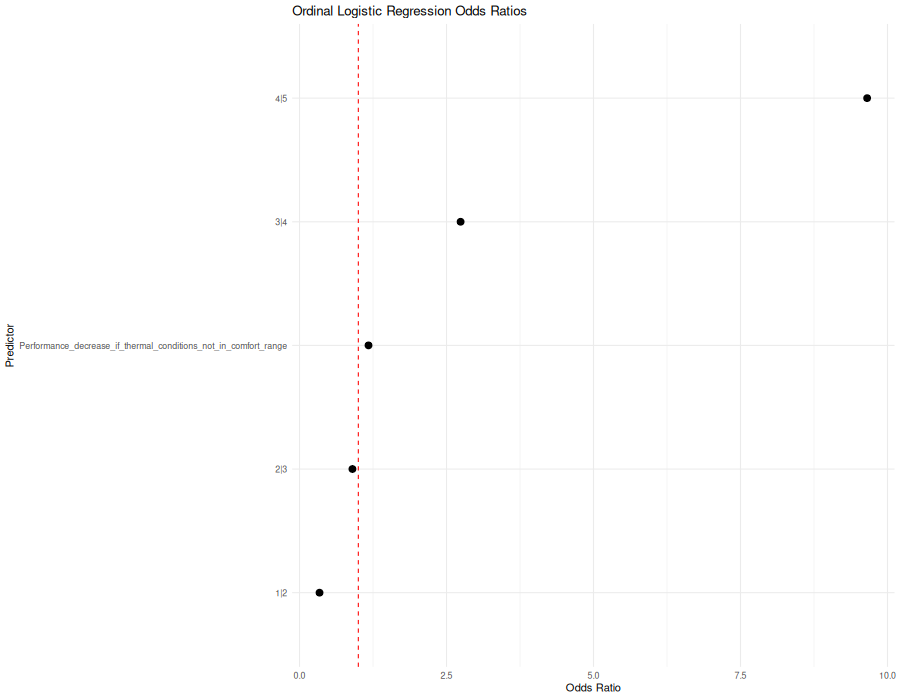 Ordinal Logistic Regression Odds Ratios
4|5
3|4
Predictor
Performance_decrease_if_thermal_conditions_not_in_comfort_range
2|3
1|2
0.0 2.5 5.0 7.5 10.0
Odds Ratio